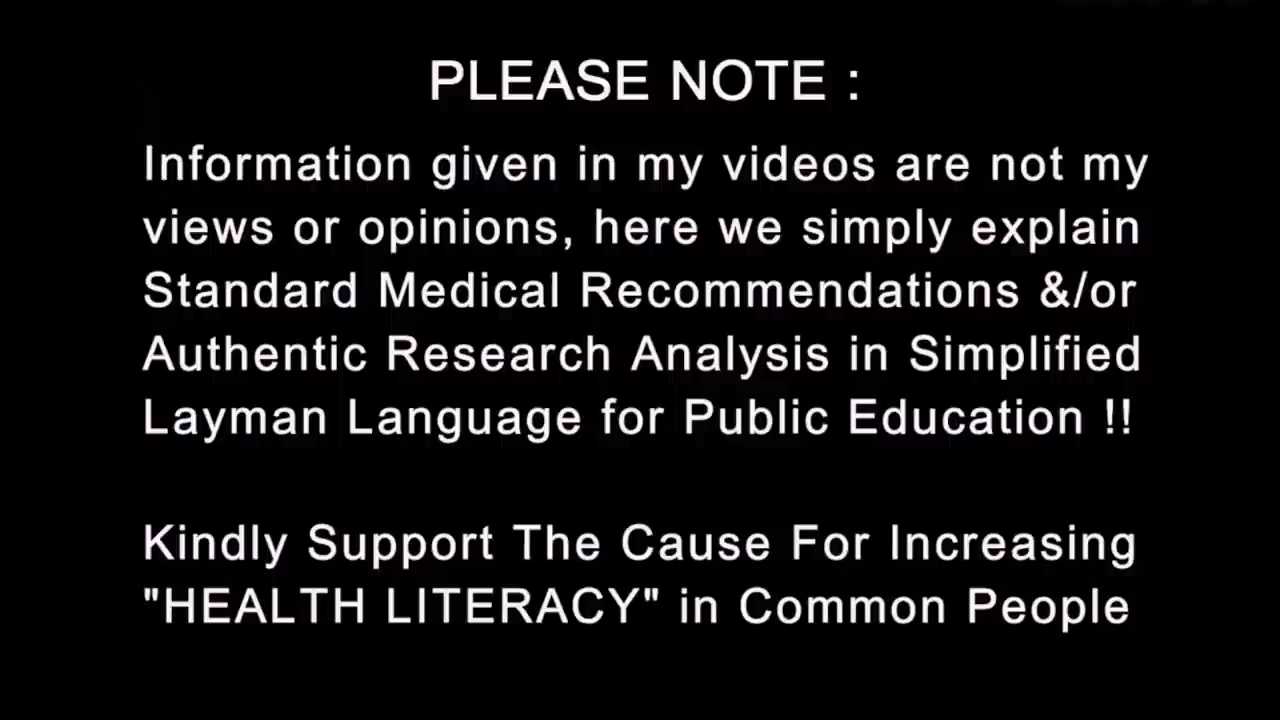 PLEASE NOTE :
Information given in my videos are not my
views or opinions, here we simply explain
Standard Medical Recommendations &/or
Authentic Research Analysis in Simplified
Layman Language for Public Education !!
Kindly Support The Cause For Increasing
"HEALTH LITERACY" in Common People